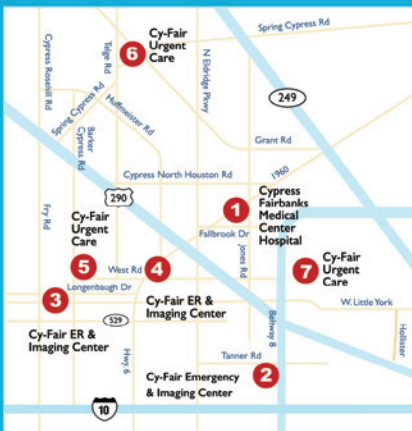 Cypress Rosehill Rd
Telge Rd
6
Cy-Fair
Urgent
Care
N Eldridge Pkwy
Spring Cypress Rd
249
Spring Cypress Rd
Huffmeister Rd
Barker
Cypress Rd
Grant Rd
Cypress North Houston Rd
1960
290
Fry Rd
1
Cypress
Fairbanks
Medical
Center
Hospital
Fallbrook Dr
Jones Rd
Cy-Fair
Urgent
Care
5
West Rd
4
7
Cy-Fair
Urgent
Care
Longenbaugh Dr
3
Cy-Fair ER &
Imaging Center
W. Little York
529
Cy-Fair ER &
Imaging Center
Hwy. 6
Beltway 8
Hollister
Tanner Rd
Cy-Fair Emergency
& Imaging Center
2
10